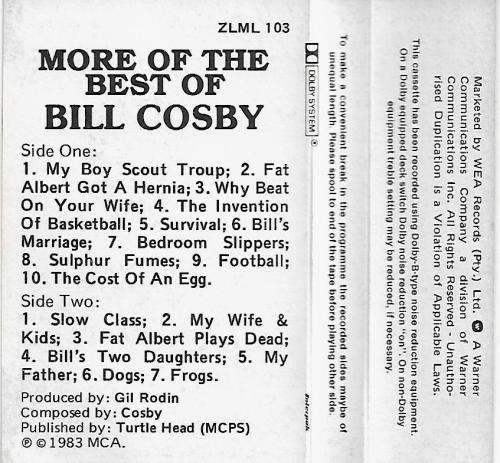 ZLML 103
MORE OF THE
BEST OF
BILL COSBY
Side One:
1. My Boy Scout Troup; 2. Fat
Albert Got A Hernia; 3. Why Beat
On Your Wife; 4. The Invention
Of Basketball; 5. Survival; 6. Bill's
Marriage; 7. Bedroom Slippers;
8. Sulphur Fumes; 9. Football;
10. The Cost Of An Egg.
Side Two:
1. Slow Class; 2. My Wife &
Kids; 3. Fat Albert Plays Dead;
4. Bill's Two Daughters; 5. My
Father; 6. Dogs; 7. Frogs.
Produced by: Gil Rodin
Composed by: Cosby
Published by: Turtle Head (MCPS)
℗ © 1983 MCA.
DOLBY SYSTEM ®
To make a convenient break in the programme the recorded sides maybe of
unequal length. Please spool to end of the tape before playing other side.
Interpak
This cassette has been recorded using Dolby-B-type noise reduction equipment.
On a Dolby equipped deck switch Dolby noise reduction "on". On non-Dolby
equipment treble setting may be reduced, if necessary.
Marketed by WEA Records (Pty.) Ltd. A Warner
Communications Company a division of Warner
Communications Inc. All Rights Reserved - Unautho-
rised Duplication is a Violation of Applicable Laws.